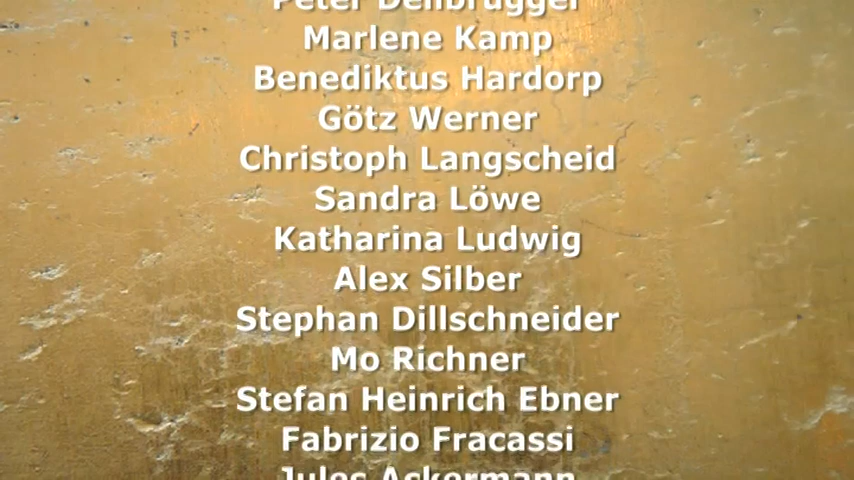 Peter Dellbrügger
Marlene Kamp
Benediktus Hardorp
Götz Werner
Christoph Langscheid
Sandra Löwe
Katharina Ludwig
Alex Silber
Stephan Dillschneider
Mo Richner
Stefan Heinrich Ebner
Fabrizio Fracassi
Jules Ackermann